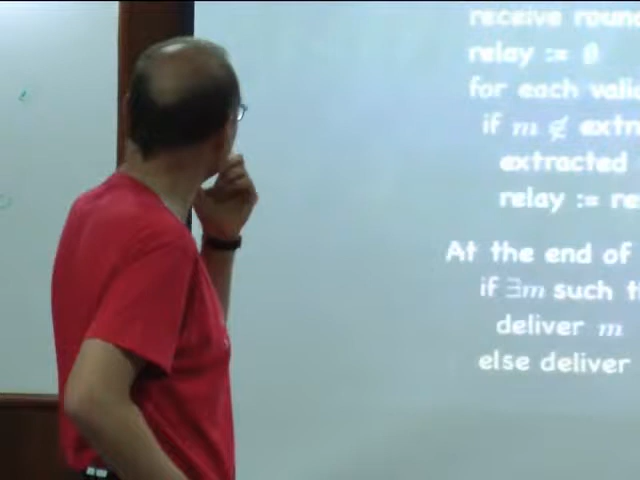 receive round
relay := ∅
for each valid
if m ∉ extr
extracted
relay := re
At the end of
if ∃m such th
deliver m
else deliver